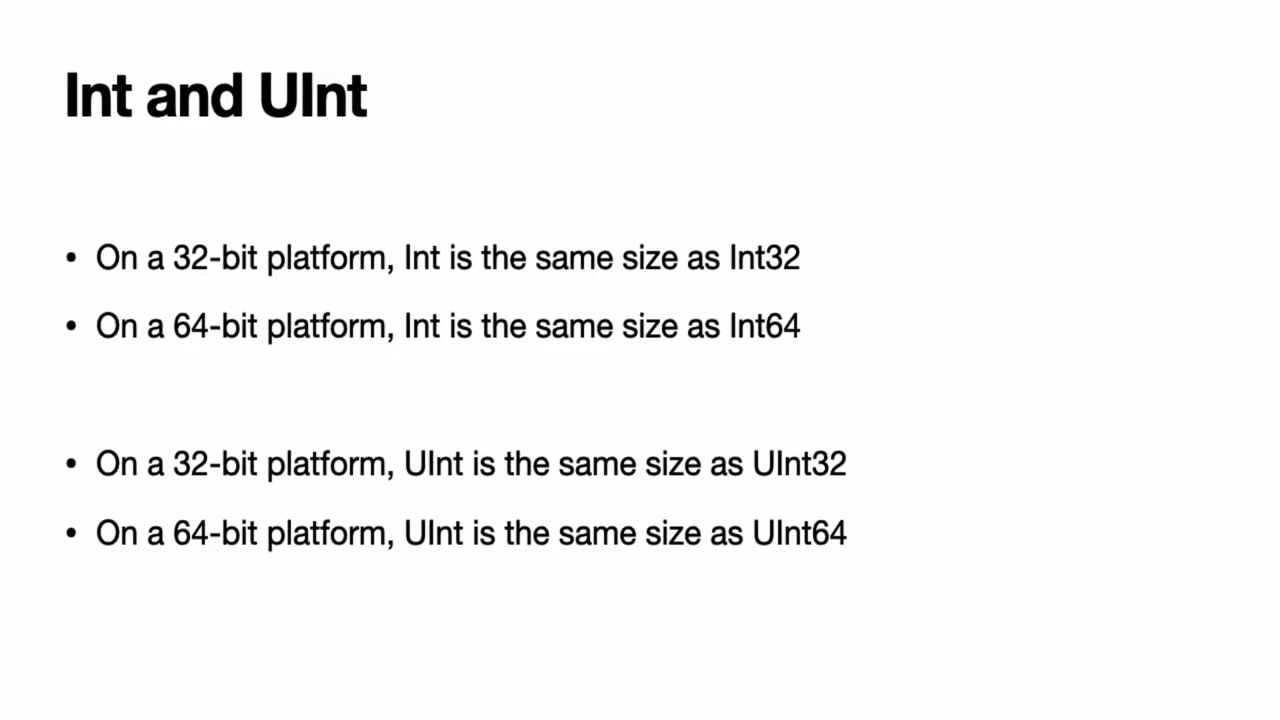 Int and UInt
• On a 32-bit platform, Int is the same size as Int32
• On a 64-bit platform, Int is the same size as Int64
• On a 32-bit platform, UInt is the same size as UInt32
• On a 64-bit platform, UInt is the same size as UInt64